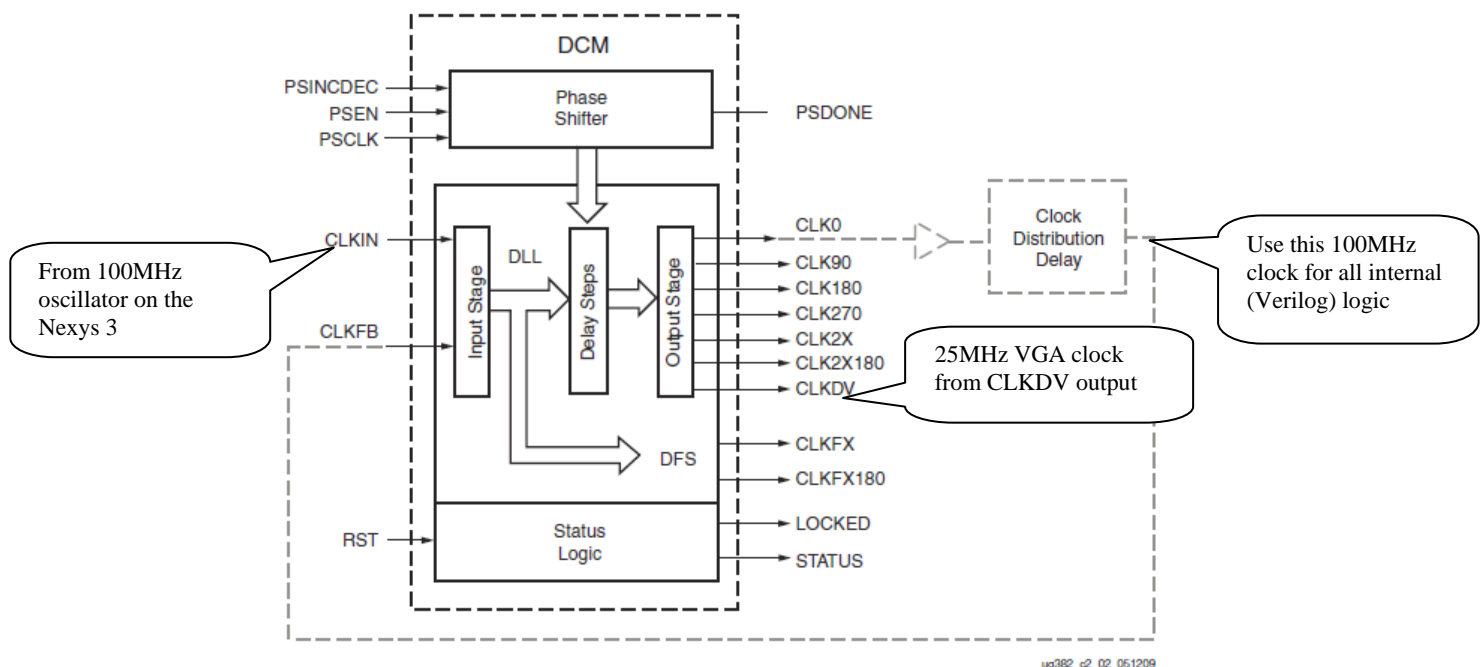 DCM
PSINCDEC
PSEN
PSCLK
Phase
Shifter
PSDONE
From 100MHz
oscillator on the
Nexys 3
CLKIN
CLKFB
Input Stage
DLL
Delay Steps
Output Stage
CLK0
CLK90
CLK180
CLK270
CLK2X
CLK2X180
CLKDV
Clock
Distribution
Delay
Use this 100MHz
clock for all internal
(Verilog) logic
25MHz VGA clock
from CLKDV output
DFS
CLKFX
CLKFX180
RST
Status
Logic
LOCKED
STATUS
ug382_c2_02_051209